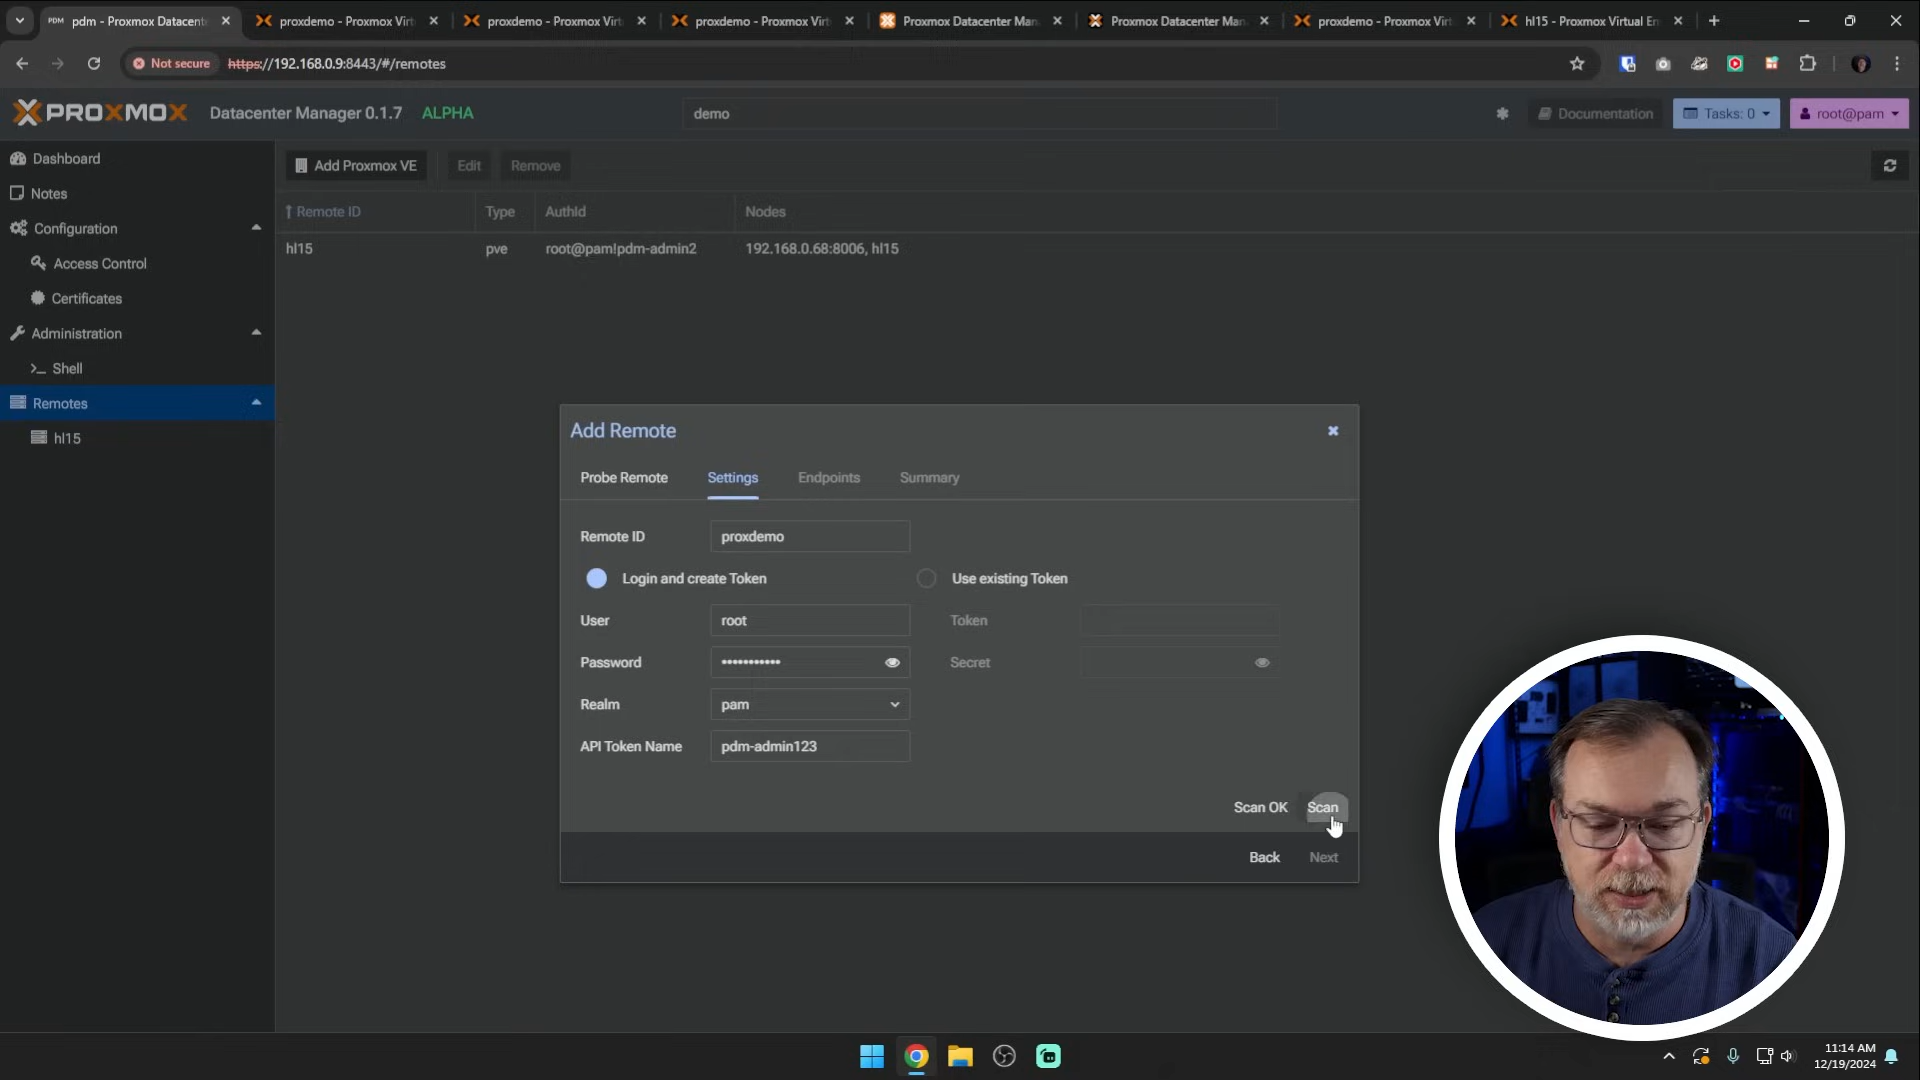 PDM pdm - Proxmox Datacent
proxdemo - Proxmox Virt
proxdemo - Proxmox Virt
proxdemo - Proxmox Virt
Proxmox Datacenter Man
Proxmox Datacenter Man
proxdemo - Proxmox Virt
hl15 - Proxmox Virtual En
Not secure https://192.168.0.9:8443/#/remotes
PROXMOX Datacenter Manager 0.1.7 ALPHA
demo
Documentation
Tasks: 0
root@pam
Dashboard
Notes
Configuration
Access Control
Certificates
Administration
Shell
Remotes
hl15
Add Proxmox VE Edit Remove
Remote ID Type AuthId Nodes
hl15 pve root@pam!pdm-admin2 192.168.0.68:8006, hl15
Add Remote
Probe Remote Settings Endpoints Summary
Remote ID proxdemo
Login and create Token Use existing Token
User root Token
Password ••••••••••• Secret
Realm pam
API Token Name pdm-admin123
Scan OK Scan
Back Next
11:14 AM
12/19/2024